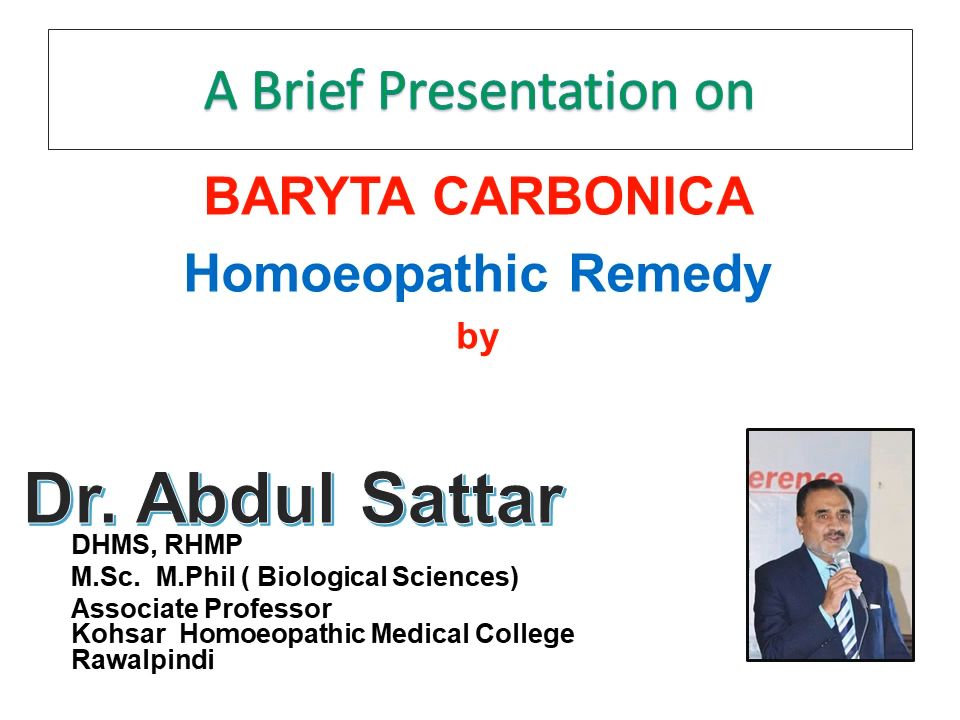 A Brief Presentation on
BARYTA CARBONICA
Homoeopathic Remedy
by
Dr. Abdul Sattar
DHMS, RHMP
M.Sc. M.Phil ( Biological Sciences)
Associate Professor
Kohsar Homoeopathic Medical College
Rawalpindi
erence